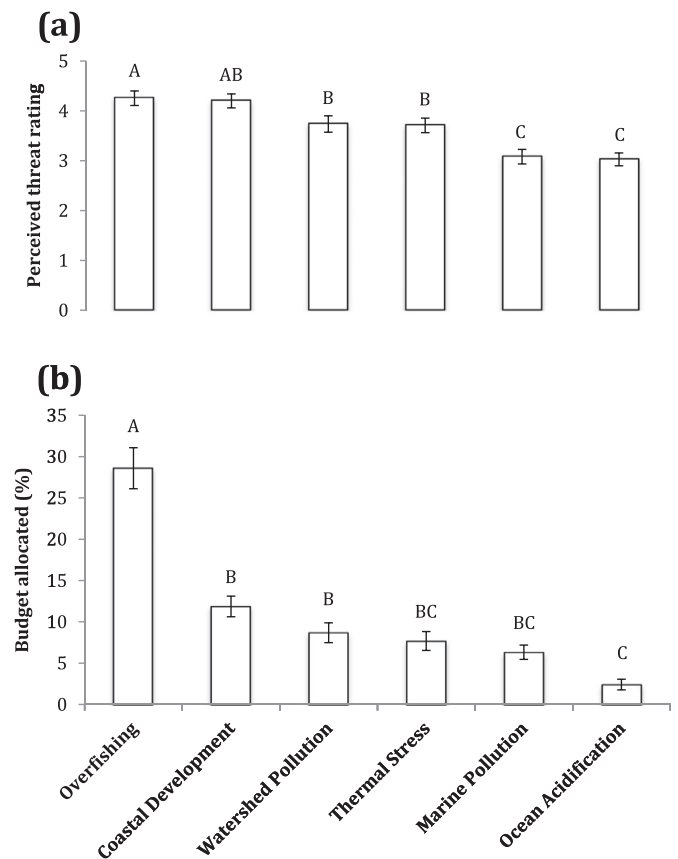 (a)
Perceived threat rating
5
4
3
2
1
0
A
AB
B
B
C
C
(b)
Budget allocated (%)
35
30
25
20
15
10
5
0
A
B
B
BC
BC
C
Overfishing
Coastal Development
Watershed Pollution
Thermal Stress
Marine Pollution
Ocean Acidification